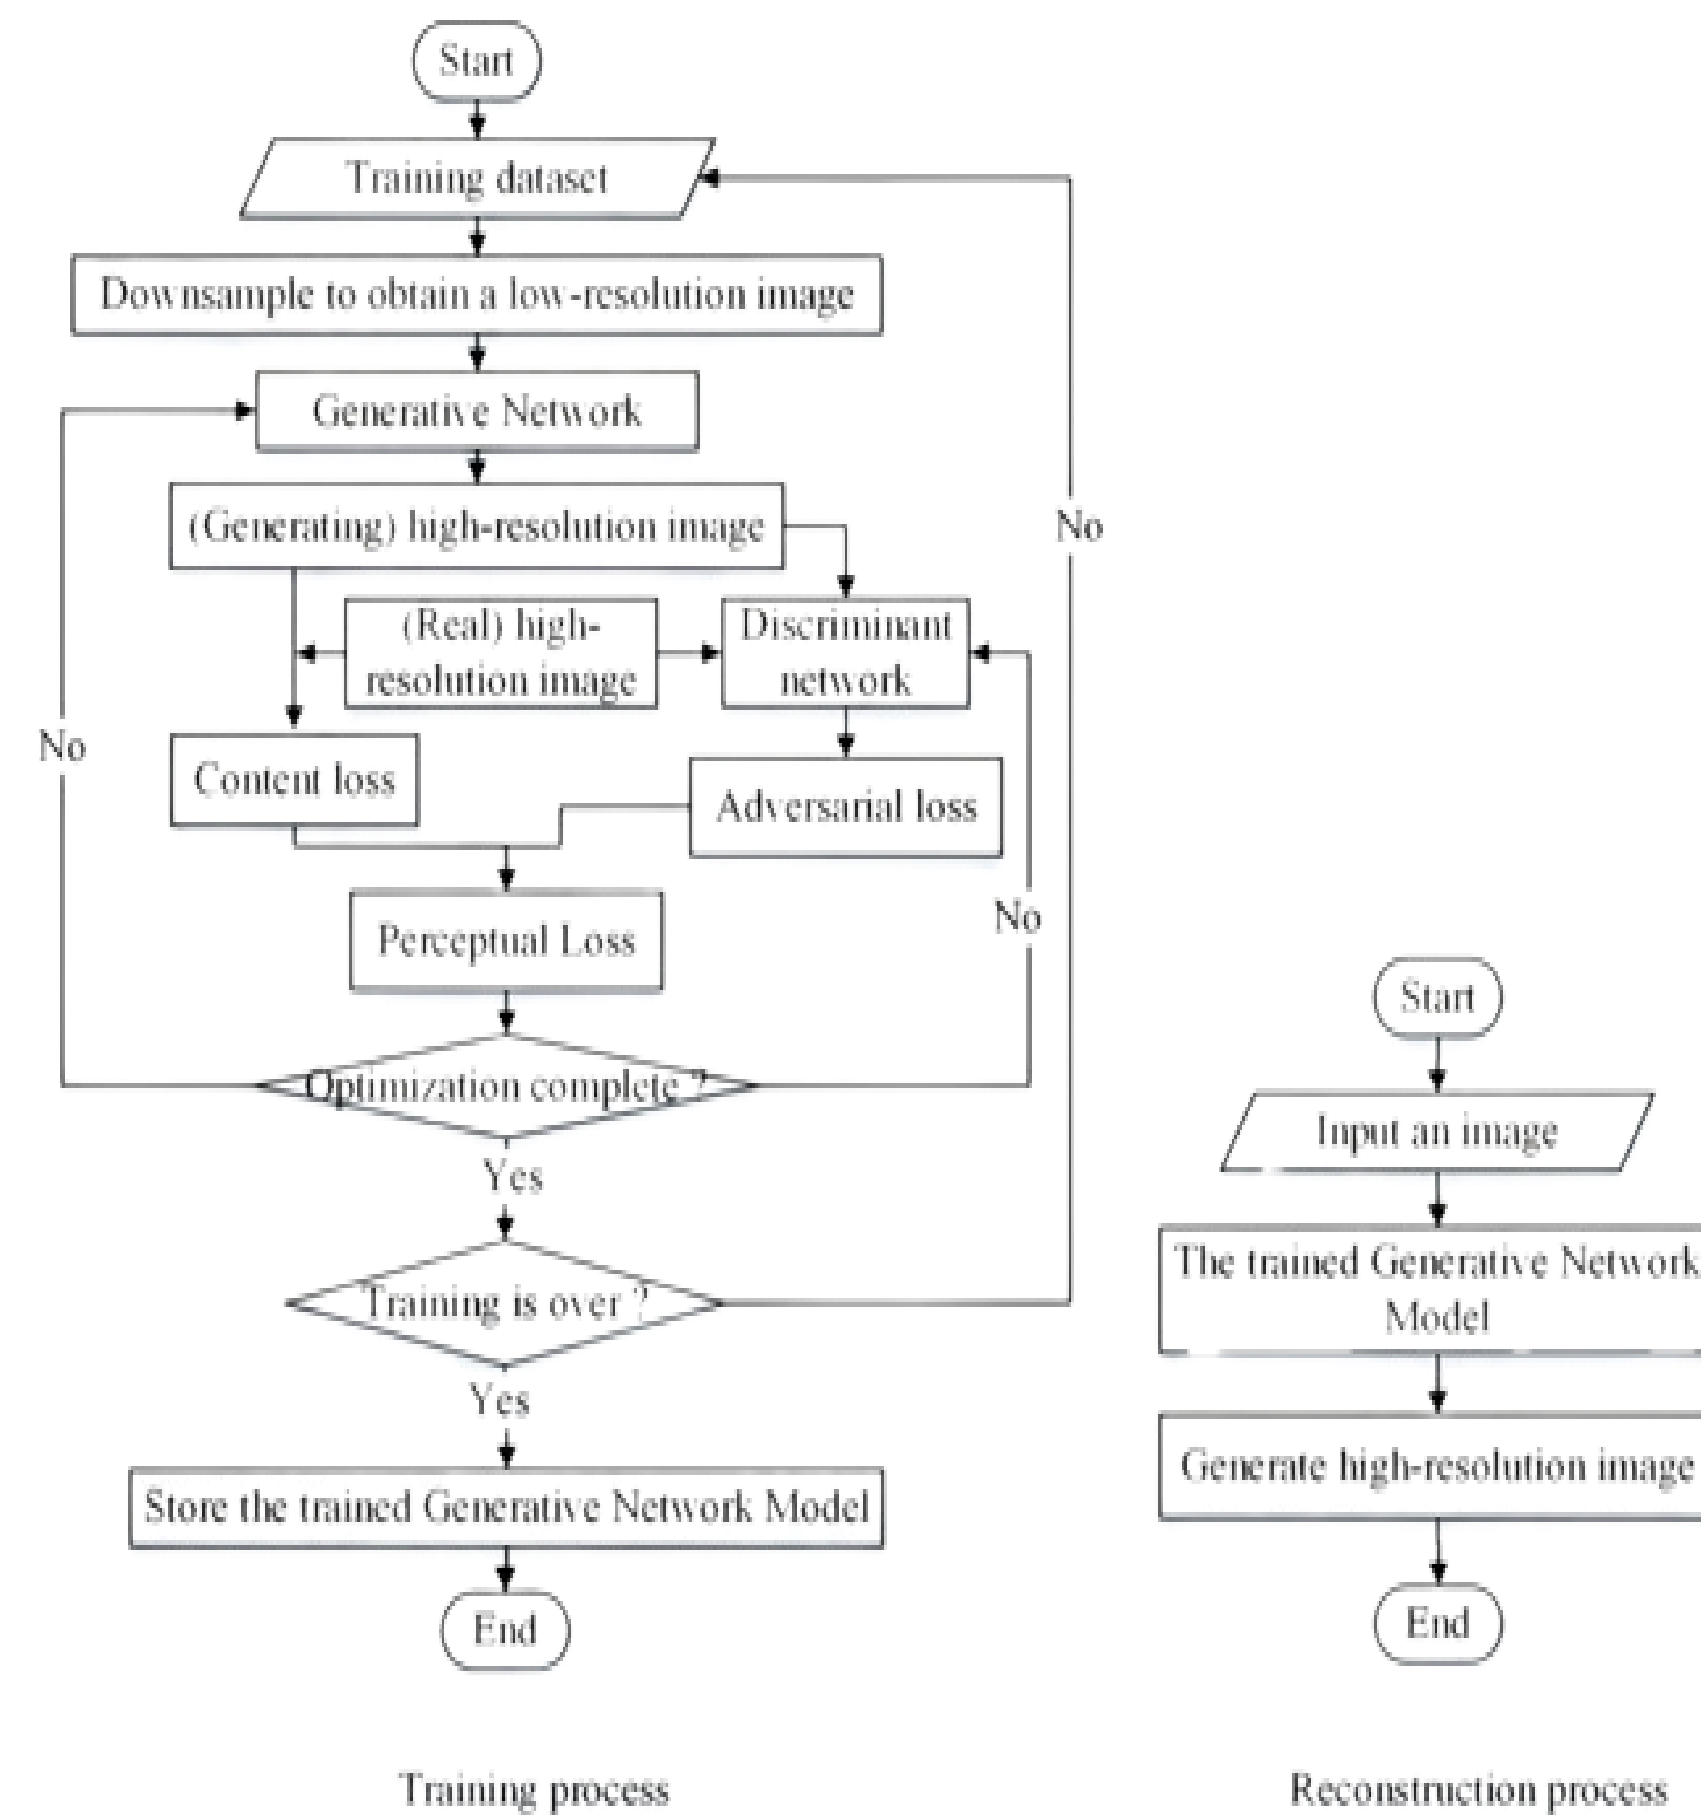 Start
Training dataset
Downsample to obtain a low-resolution image
Generative Network
(Generating) high-resolution image
No
(Real) high-
resolution image
Discriminant
network
No
Content loss
Adversarial loss
No
Perceptual Loss
Optimization complete ?
Yes
Training is over ?
Yes
Store the trained Generative Network Model
End
Training process
Start
Input an image
The trained Generative Network
Model
Generate high-resolution image
End
Reconstruction process